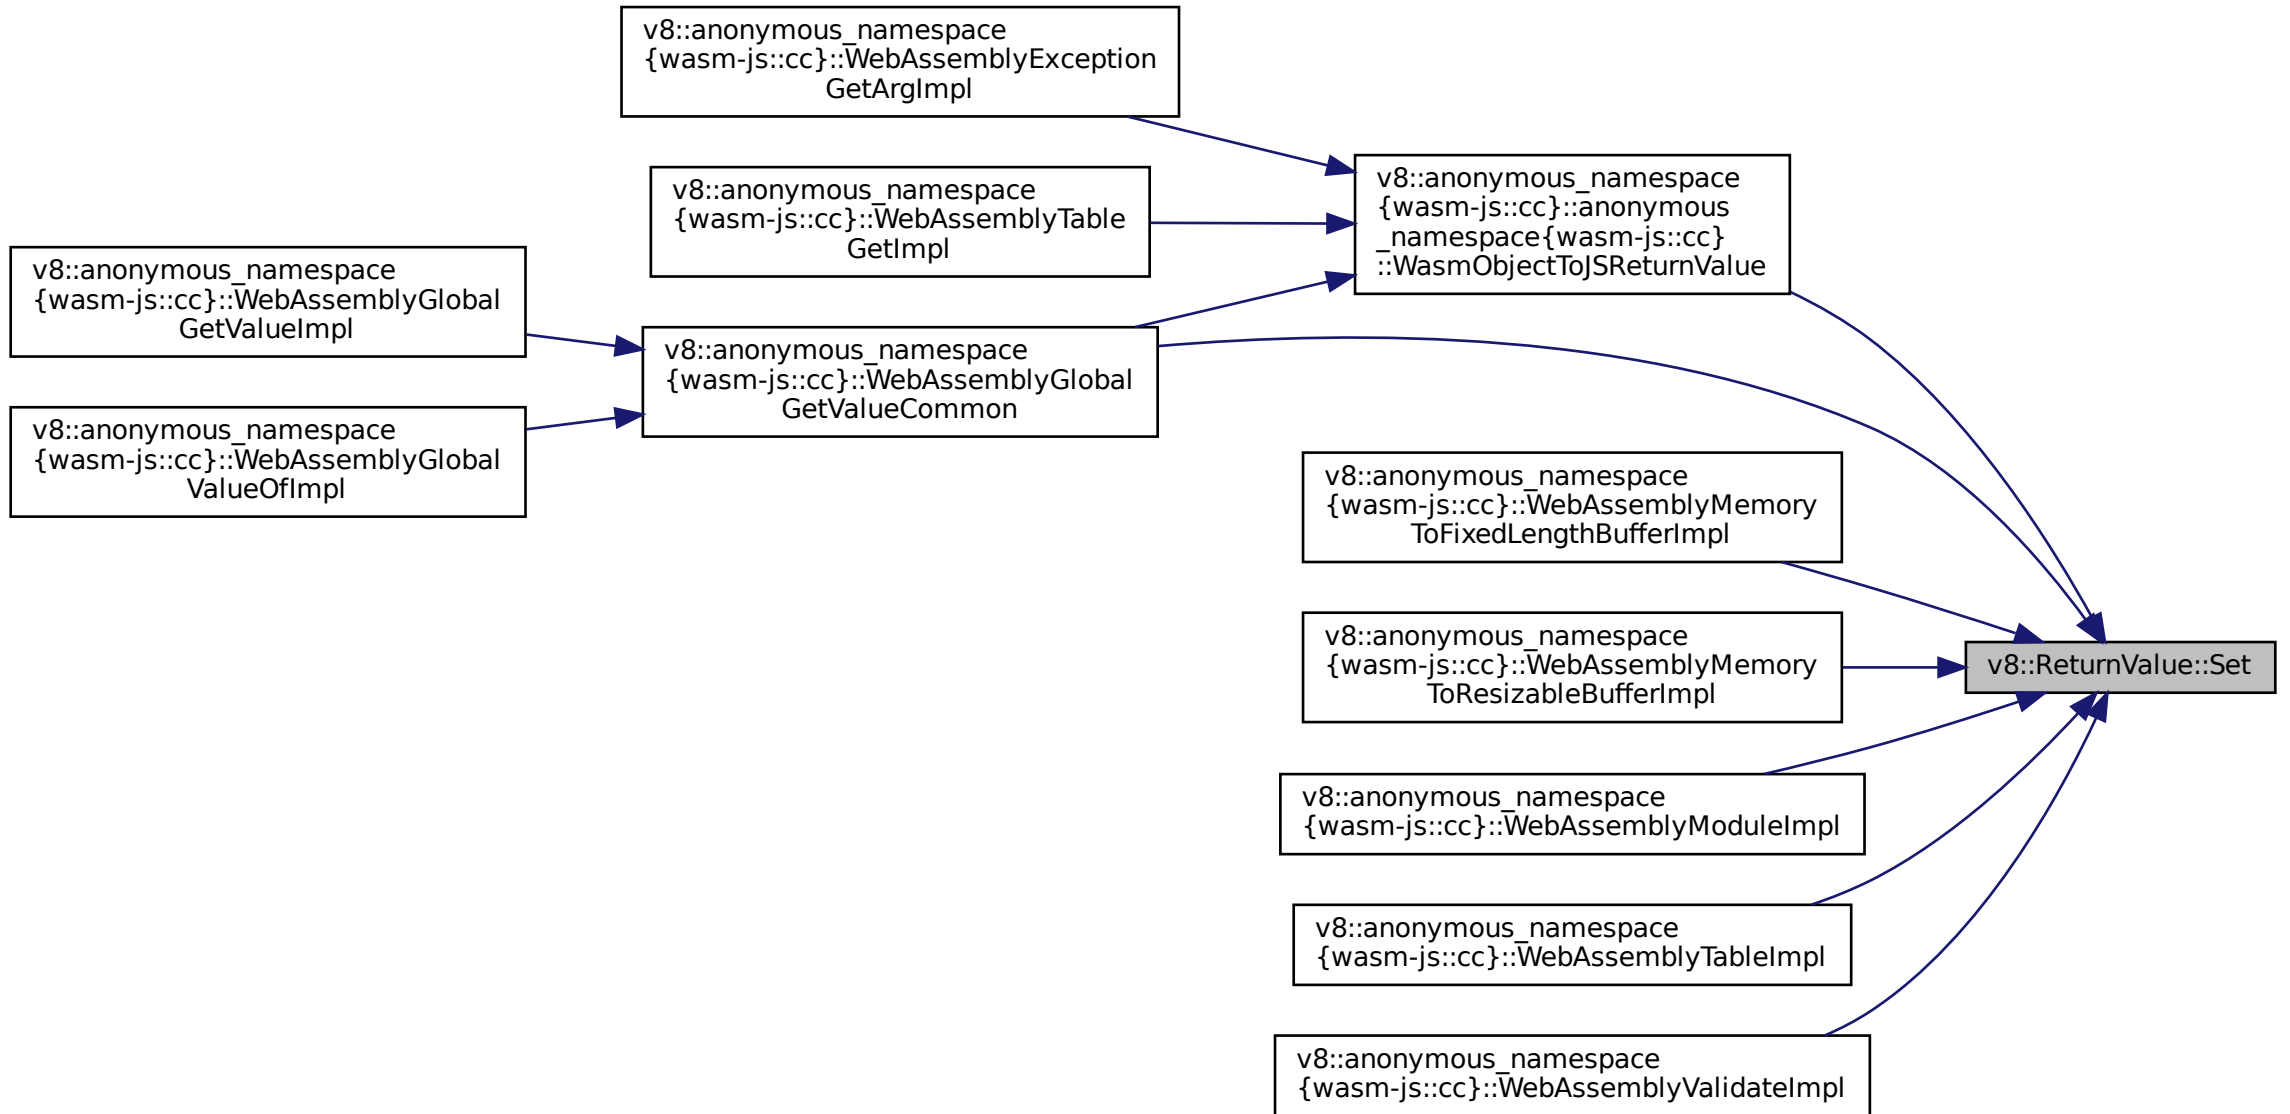 v8::anonymous_namespace
{wasm-js::cc}::WebAssemblyException
GetArgImpl
v8::anonymous_namespace
{wasm-js::cc}::WebAssemblyTable
GetImpl
v8::anonymous_namespace
{wasm-js::cc}::anonymous
_namespace{wasm-js::cc}
::WasmObjectToJSReturnValue
v8::anonymous_namespace
{wasm-js::cc}::WebAssemblyGlobal
GetValueImpl
v8::anonymous_namespace
{wasm-js::cc}::WebAssemblyGlobal
GetValueCommon
v8::anonymous_namespace
{wasm-js::cc}::WebAssemblyGlobal
ValueOfImpl
v8::anonymous_namespace
{wasm-js::cc}::WebAssemblyMemory
ToFixedLengthBufferImpl
v8::anonymous_namespace
{wasm-js::cc}::WebAssemblyMemory
ToResizableBufferImpl
v8::ReturnValue::Set
v8::anonymous_namespace
{wasm-js::cc}::WebAssemblyModuleImpl
v8::anonymous_namespace
{wasm-js::cc}::WebAssemblyTableImpl
v8::anonymous_namespace
{wasm-js::cc}::WebAssemblyValidateImpl